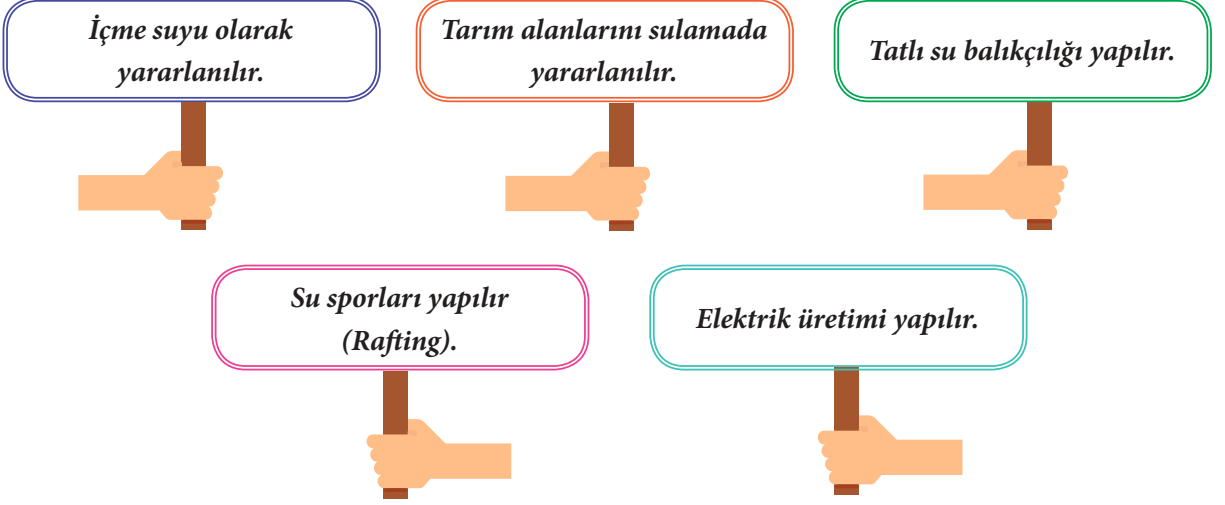 İçme suyu olarak
yararlanılır.
Tarım alanlarını sulamada
yararlanılır.
Tatlı su balıkçılığı yapılır.
Su sporları yapılır
(Rafting).
Elektrik üretimi yapılır.